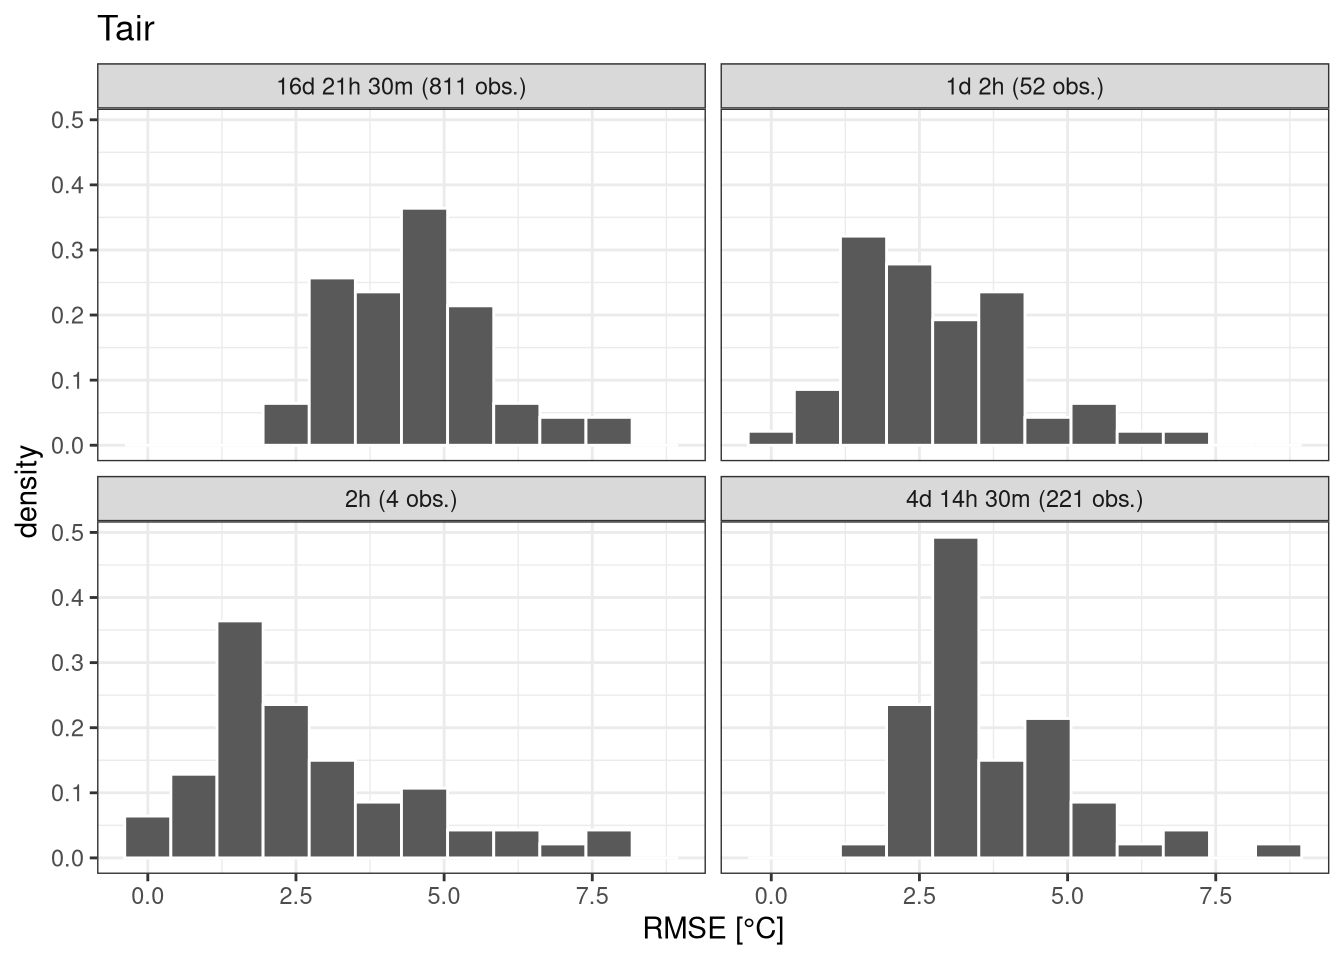 Tair
16d 21h 30m (811 obs.)
1d 2h (52 obs.)
0.5
0.4
0.3
0.2
0.1
0.0
density
2h (4 obs.)
4d 14h 30m (221 obs.)
0.5
0.4
0.3
0.2
0.1
0.0
0.0 2.5 5.0 7.5
0.0 2.5 5.0 7.5
RMSE [°C]